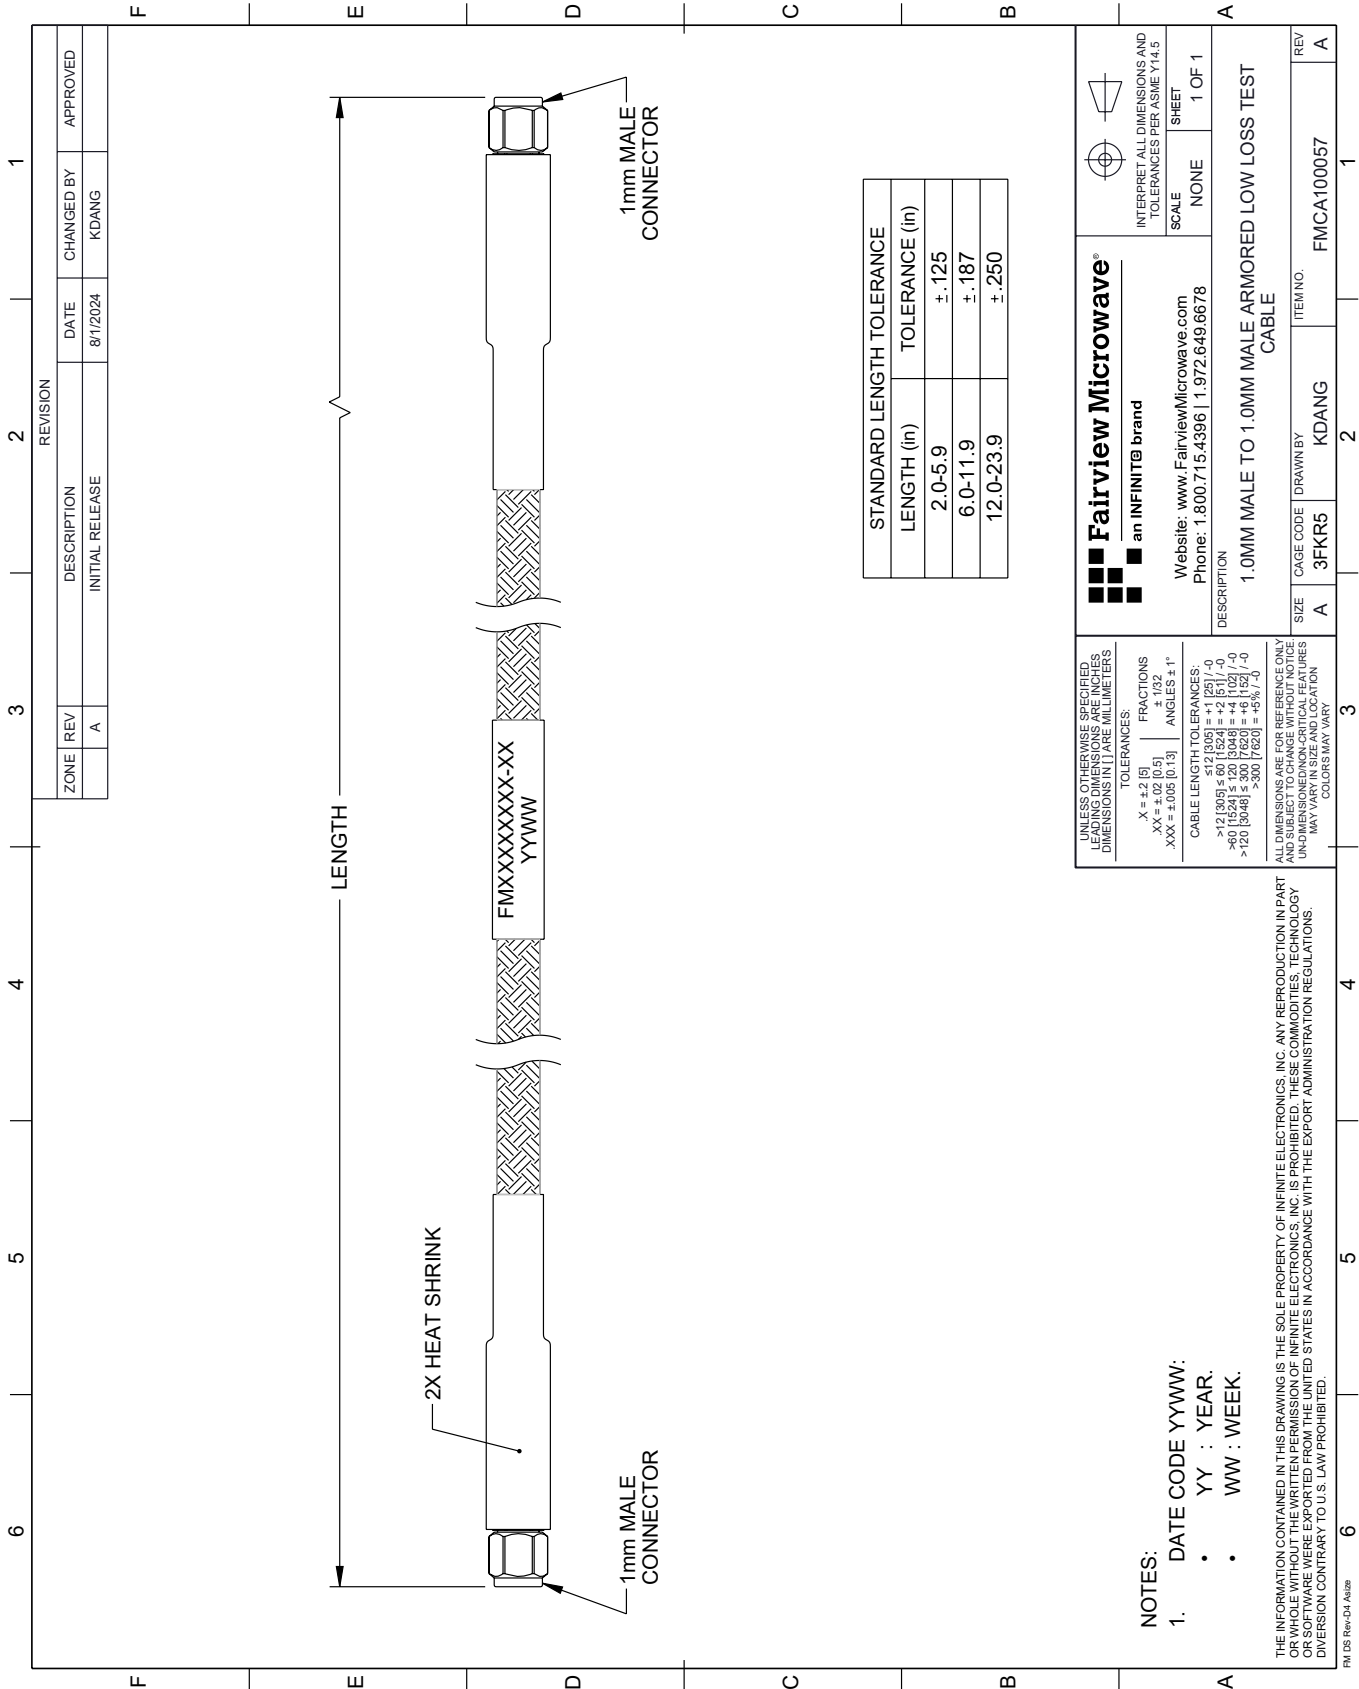 6 5 4 3 2 1
F
E
D
C
B
A
REVISION
ZONE REV DESCRIPTION DATE CHANGED BY APPROVED
A INITIAL RELEASE 8/1/2024 KDANG
LENGTH
2X HEAT SHRINK
FMXXXXXXXX-XX
YYWW
1mm MALE
CONNECTOR
1mm MALE
CONNECTOR
STANDARD LENGTH TOLERANCE
LENGTH (in) TOLERANCE (in)
2.0-5.9 ±.125
6.0-11.9 ±.187
12.0-23.9 ±.250
NOTES:
1. DATE CODE YYWW:
• YY : YEAR.
• WW : WEEK.
THE INFORMATION CONTAINED IN THIS DRAWING IS THE SOLE PROPERTY OF INFINITE ELECTRONICS, INC. ANY REPRODUCTION IN PART
OR WHOLE WITHOUT THE WRITTEN PERMISSION OF INFINITE ELECTRONICS, INC. IS PROHIBITED. THESE COMMODITIES, TECHNOLOGY
OR SOFTWARE WERE EXPORTED FROM THE UNITED STATES IN ACCORDANCE WITH THE EXPORT ADMINISTRATION REGULATIONS.
DIVERSION CONTRARY TO U.S. LAW PROHIBITED.
UNLESS OTHERWISE SPECIFIED
LEADING DIMENSIONS ARE INCHES
DIMENSIONS IN [ ] ARE MILLIMETERS
TOLERANCES:
.X = ±.2 [5] FRACTIONS
.XX = ±.02 [0.5] ± 1/32
.XXX = ±.005 [0.13] ANGLES ± 1°
CABLE LENGTH TOLERANCES:
≤12 [305] = +1 [25] / -0
>12 [305] ≤ 60 [1524] = +2 [51] / -0
>60 [1524] ≤ 120 [3048] = +4 [102] / -0
>120 [3048] ≤ 300 [7620] = +6 [152] / -0
>300 [7620] = +5% / -0
ALL DIMENSIONS ARE FOR REFERENCE ONLY
AND SUBJECT TO CHANGE WITHOUT NOTICE.
UN-DIMENSIONED/NON-CRITICAL FEATURES
MAY VARY IN SIZE AND LOCATION
COLORS MAY VARY
Fairview Microwave®
an INFINIT@ brand
Website: www.FairviewMicrowave.com
Phone: 1.800.715.4396 | 1.972.649.6678
INTERPRET ALL DIMENSIONS AND
TOLERANCES PER ASME Y14.5
SCALE SHEET
NONE 1 OF 1
DESCRIPTION
1.0MM MALE TO 1.0MM MALE ARMORED LOW LOSS TEST
CABLE
SIZE CAGE CODE DRAWN BY ITEM NO. REV
A 3FKR5 KDANG FMCA100057 A
FM DS Rev-D4 Asize
6 5 4 3 2 1
F
E
D
C
B
A